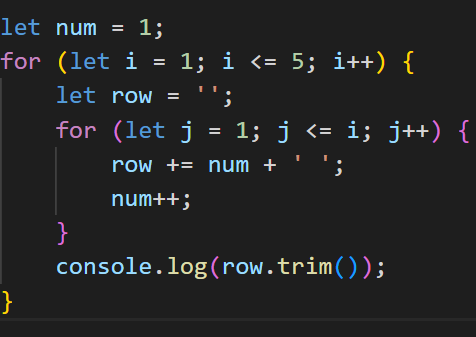 let num = 1;
for (let i = 1; i <= 5; i++) {
    let row = '';
    for (let j = 1; j <= i; j++) {
        row += num + ' ';
        num++;
    }
    console.log(row.trim());
}